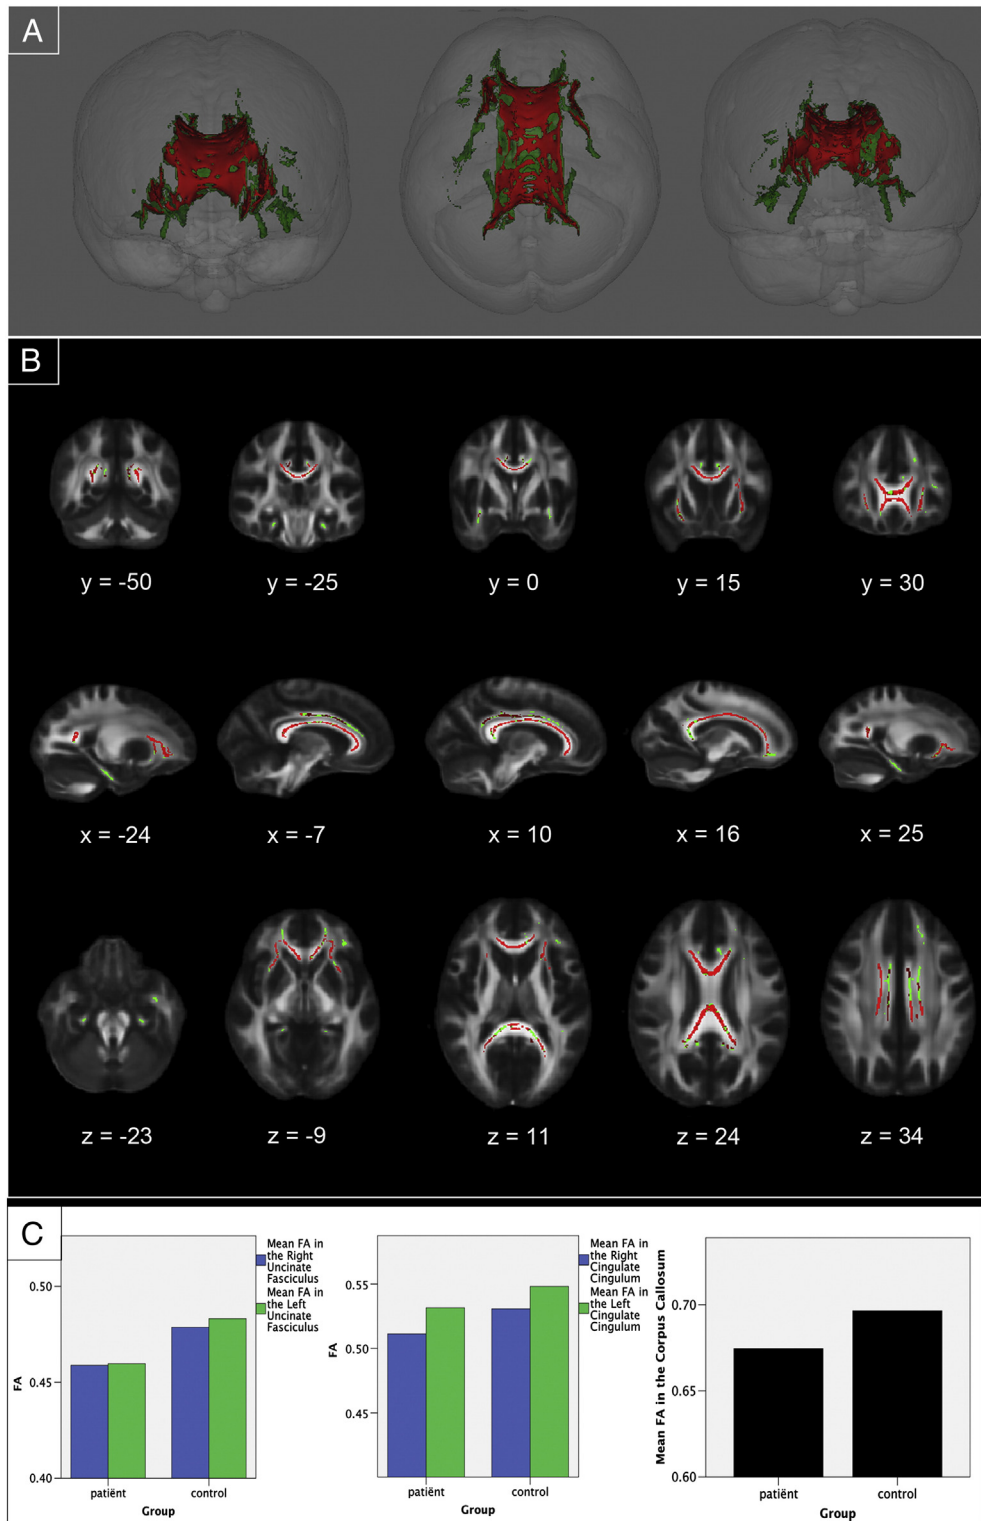 A
B
y = -50
y = -25
y = 0
y = 15
y = 30
x = -24
x = -7
x = 10
x = 16
x = 25
z = -23
z = -9
z = 11
z = 24
z = 34
C
0.50
0.45
0.40
FA
patiënt
control
Group
Mean FA in
the Right
Uncinate
Fasciculus
Mean FA in
the Left
Uncinate
Fasciculus
0.55
0.50
0.45
FA
patiënt
control
Group
Mean FA in
the Right
Cingulate
Cingulum
Mean FA in
the Left
Cingulate
Cingulum
Mean FA in the Corpus Callosum
0.70
0.65
0.60
patiënt
control
Group